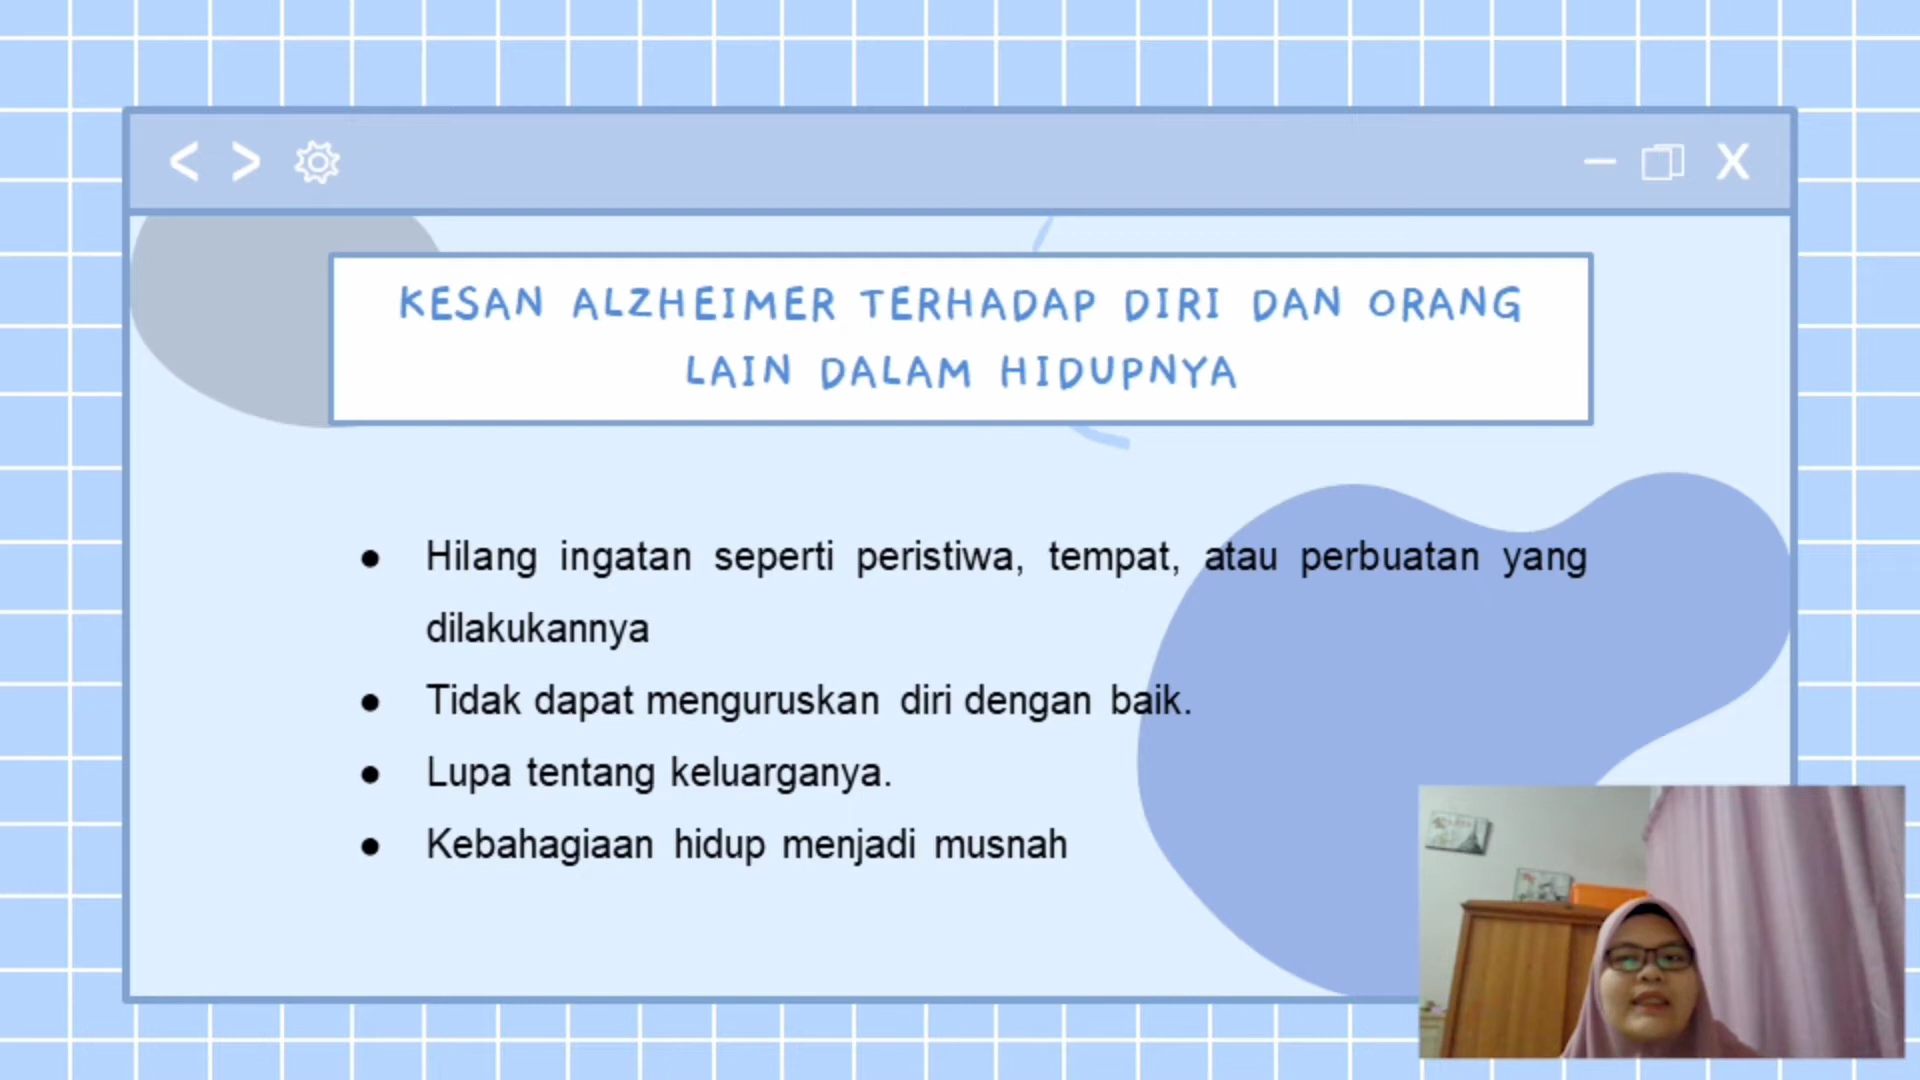 KESAN ALZHEIMER TERHADAP DIRI DAN ORANG
LAIN DALAM HIDUPNYA
● Hilang ingatan seperti peristiwa, tempat, atau perbuatan yang
dilakukannya
● Tidak dapat menguruskan diri dengan baik.
● Lupa tentang keluarganya.
● Kebahagiaan hidup menjadi musnah